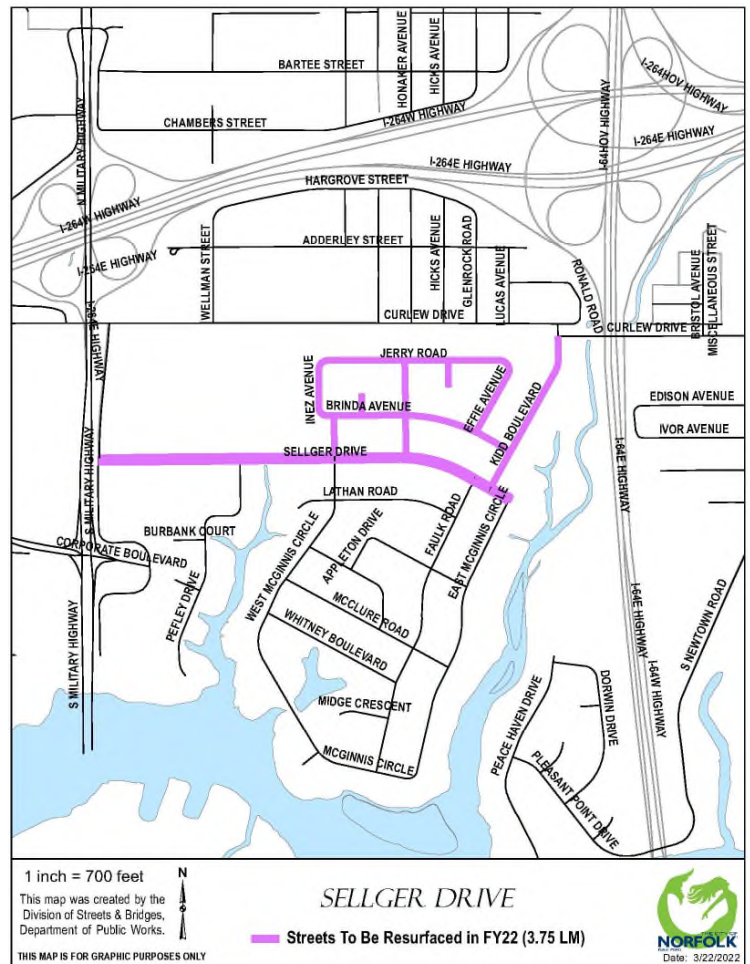 BARTEE STREET
HONAKER AVENUE
HICKS AVENUE
I-264HOV HIGHWAY
I-264W HIGHWAY
CHAMBERS STREET
N MILITARY HIGHWAY
I-264E HIGHWAY
I-64HOV HIGHWAY
I-264E HIGHWAY
HARGROVE STREET
I-264W HIGHWAY
ADDERLEY STREET
I-264E HIGHWAY
WELLMAN STREET
HICKS AVENUE
GLENROCK ROAD
LUCAS AVENUE
RONALD ROAD
BRISTOL AVENUE
MISCELLANEOUS STREET
CURLEW DRIVE
CURLEW DRIVE
I-264E HIGHWAY
JERRY ROAD
INEZ AVENUE
EFFIE AVENUE
BRINDA AVENUE
KIDD BOULEVARD
EDISON AVENUE
IVOR AVENUE
SELLGER DRIVE
S MILITARY HIGHWAY
I-64E HIGHWAY
LATHAN ROAD
BURBANK COURT
CORPORATE BOULEVARD
WEST MCGINNIS CIRCLE
APPLETON DRIVE
FAULK ROAD
EAST MCGINNIS CIRCLE
PEFLEY DRIVE
MCCLURE ROAD
WHITNEY BOULEVARD
S MILITARY HIGHWAY
I-64E HIGHWAY
I-64W HIGHWAY
S NEWTOWN ROAD
MIDGE CRESCENT
PEACE HAVEN DRIVE
DORWIN DRIVE
MCGINNIS CIRCLE
PLEASANT POINT DRIVE
1 inch = 700 feet
N
This map was created by the
Division of Streets & Bridges,
Department of Public Works.
THIS MAP IS FOR GRAPHIC PURPOSES ONLY
SELLGER DRIVE
Streets To Be Resurfaced in FY22 (3.75 LM)
THE CITY OF
NORFOLK
Date: 3/22/2022